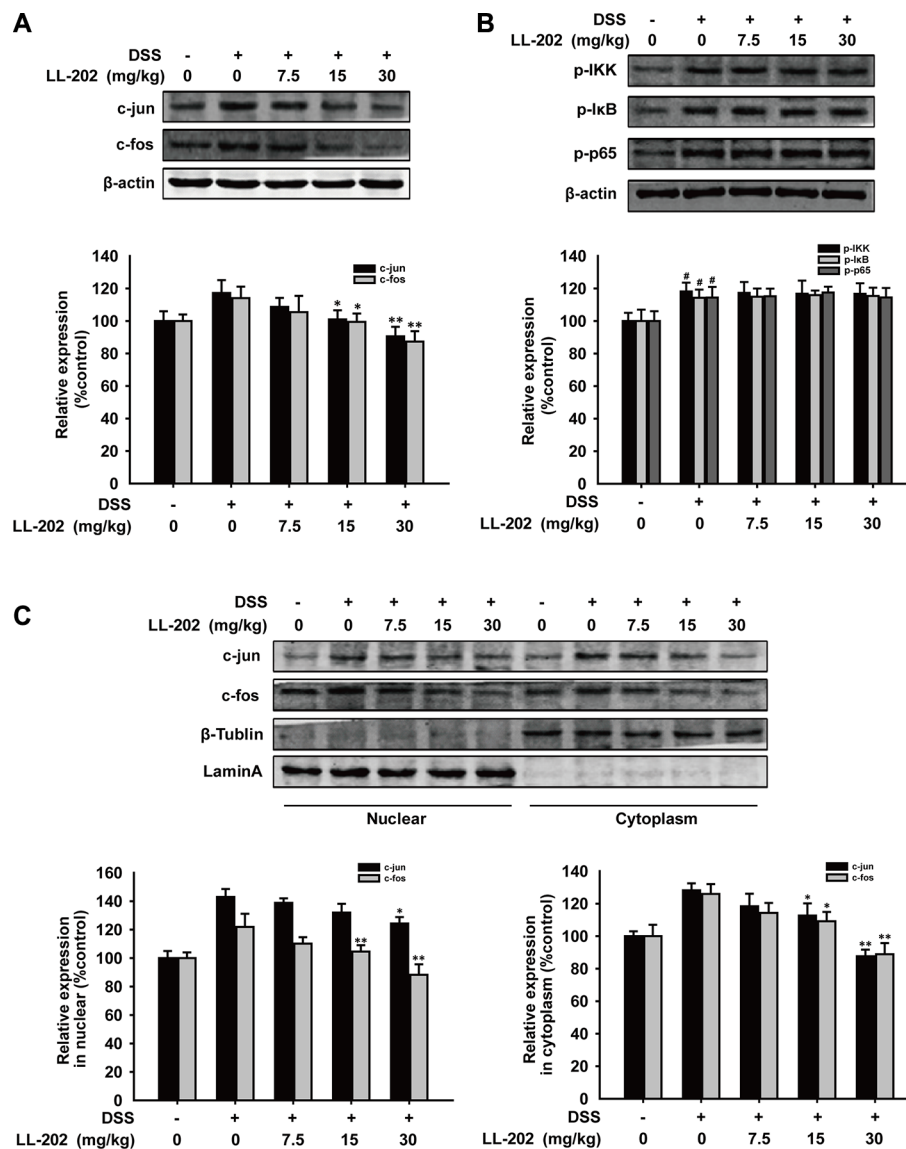 A
DSS - + + + +
LL-202 (mg/kg) 0 0 7.5 15 30
c-jun
c-fos
β-actin
140
120
100
80
60
40
20
0
Relative expression
(%control)
c-jun
c-fos
* *
** **
DSS - + + + +
LL-202 (mg/kg) 0 0 7.5 15 30
B
DSS - + + + +
LL-202 (mg/kg) 0 0 7.5 15 30
p-IKK
p-IκB
p-p65
β-actin
140
120
100
80
60
40
20
0
Relative expression
(%control)
p-IKK
p-IκB
p-p65
# # #
DSS - + + + +
LL-202 (mg/kg) 0 0 7.5 15 30
C
DSS - + + + + - + + + +
LL-202 (mg/kg) 0 0 7.5 15 30 0 0 7.5 15 30
c-jun
c-fos
β-Tublin
LaminA
Nuclear Cytoplasm
160
140
120
100
80
60
40
20
0
Relative expression
in nuclear (%control)
c-jun
c-fos
**
*
**
DSS - + + + +
LL-202 (mg/kg) 0 0 7.5 15 30
140
120
100
80
60
40
20
0
Relative expression
in cytoplasm (%control)
c-jun
c-fos
* *
** **
DSS - + + + +
LL-202 (mg/kg) 0 0 7.5 15 30